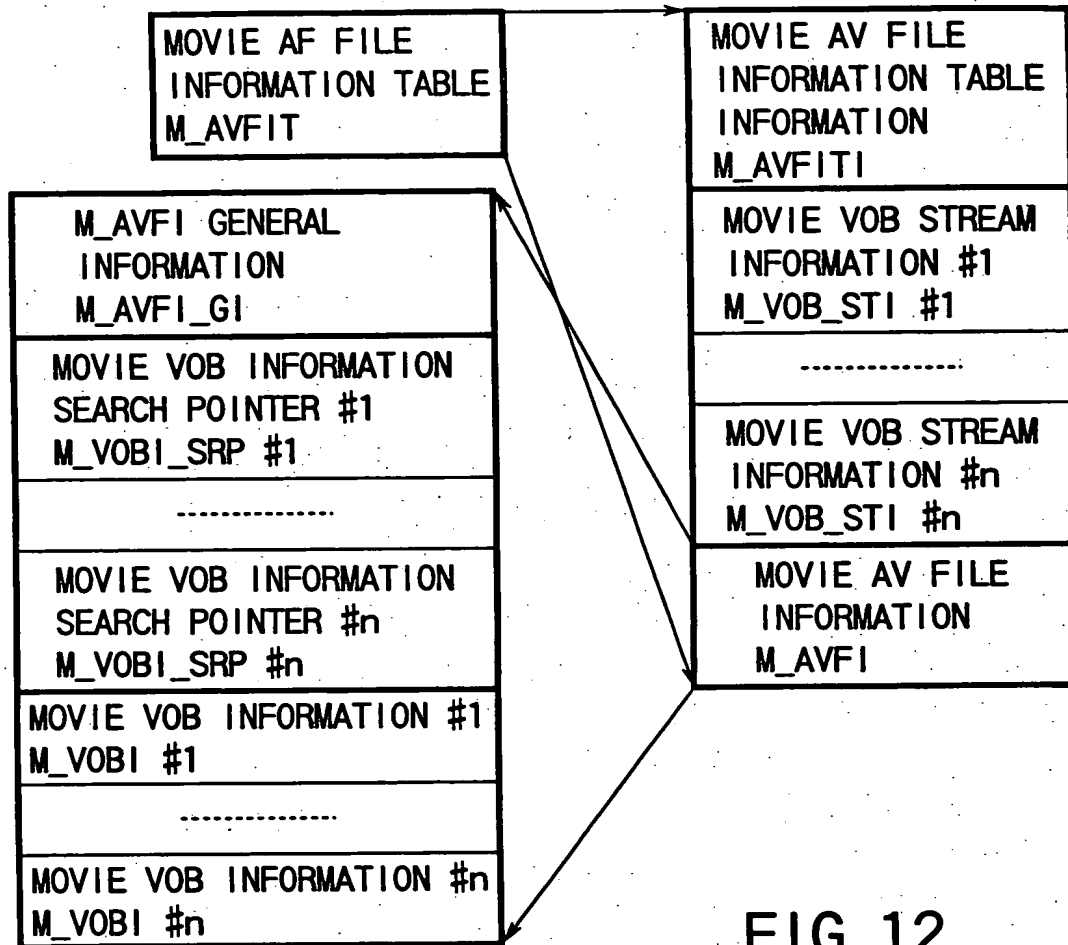 MOVIE AF FILE
INFORMATION TABLE
M_AVFIT
MOVIE AV FILE
INFORMATION TABLE
INFORMATION
M_AVFITI
MOVIE VOB STREAM
INFORMATION #1
M_VOB_STI #1
MOVIE VOB STREAM
INFORMATION #n
M_VOB_STI #n
MOVIE AV FILE
INFORMATION
M_AVFI
M_AVFI GENERAL
INFORMATION
M_AVFI_GI
MOVIE VOB INFORMATION
SEARCH POINTER #1
M_VOBI_SRP #1
MOVIE VOB INFORMATION
SEARCH POINTER #n
M_VOBI_SRP #n
MOVIE VOB INFORMATION #1
M_VOBI #1
MOVIE VOB INFORMATION #n
M_VOBI #n
FIG. 12